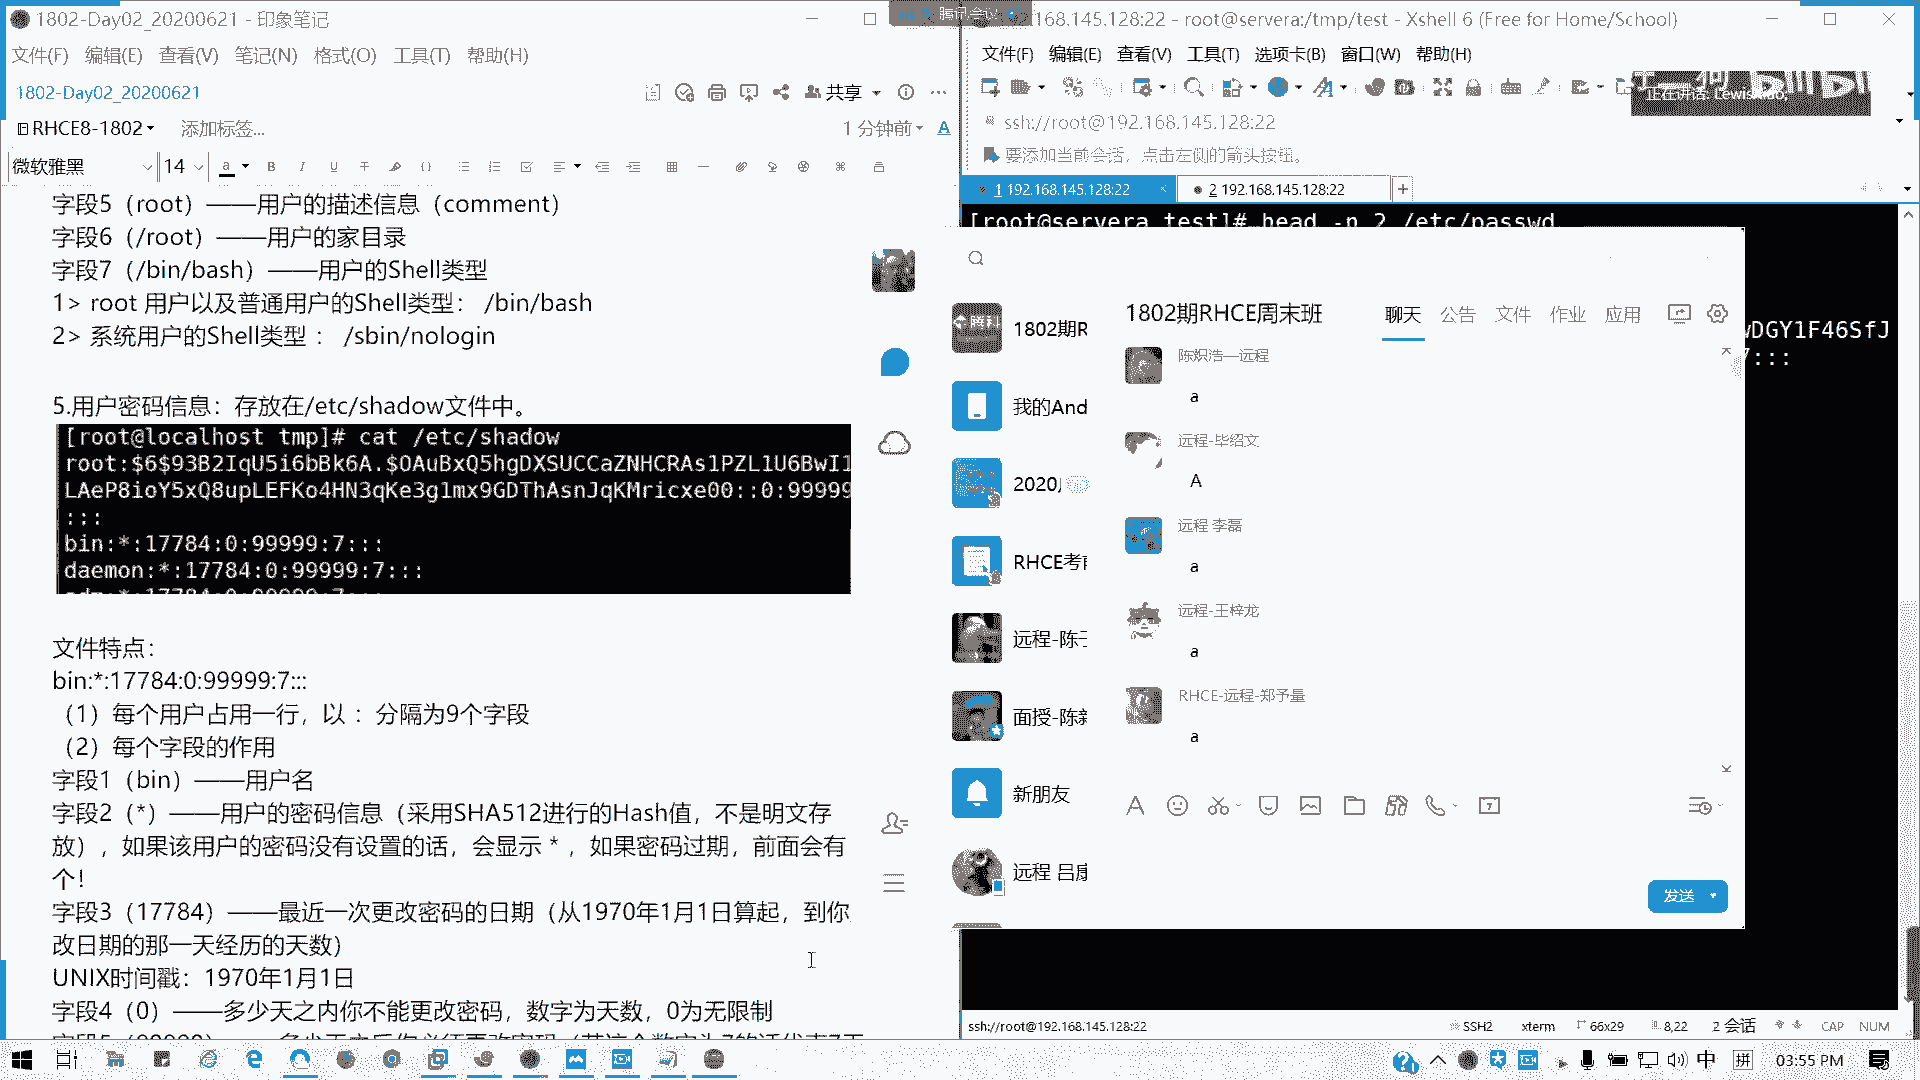 1802-Day02_20200621 - 印象笔记
文件(F) 编辑(E) 查看(V) 笔记(N) 格式(O) 工具(T) 帮助(H)
1802-Day02_20200621
共享
RHCE8-1802
添加标签...
1 分钟前
微软雅黑
14
字段5（root）——用户的描述信息（comment）
字段6（/root）——用户的家目录
字段7（/bin/bash）——用户的Shell类型
1> root 用户以及普通用户的Shell类型： /bin/bash
2> 系统用户的Shell类型 ： /sbin/nologin
5.用户密码信息：存放在/etc/shadow文件中。
[root@localhost tmp]# cat /etc/shadow
root:$6$93B2IqU5i6bBk6A.$OAuBxQ5hgDXSUCCaZNHCRAs1PZL1U6BwI1
LAeP8ioY5xQ8upLEFKo4HN3qKe3g1mx9GDThAsnJqKMricxe00::0:99999
:::
bin:*:17784:0:99999:7:::
daemon:*:17784:0:99999:7:::
文件特点：
bin:*:17784:0:99999:7:::
（1）每个用户占用一行，以 ：分隔为9个字段
（2）每个字段的作用
字段1（bin）——用户名
字段2（*）——用户的密码信息（采用SHA512进行的Hash值，不是明文存
放），如果该用户的密码没有设置的话，会显示 * ，如果密码过期，前面会有
个！
字段3（17784）——最近一次更改密码的日期（从1970年1月1日算起，到你
改日期的那一天经历的天数）
UNIX时间戳：1970年1月1日
字段4（0）——多少天之内你不能更改密码，数字为天数，0为无限制
腾讯会议
192.168.145.128:22 - root@servera:/tmp/test - Xshell 6 (Free for Home/School)
文件(F) 编辑(E) 查看(V) 工具(T) 选项卡(B) 窗口(W) 帮助(H)
正在讲话: Lewis
ssh://root@192.168.145.128:22
要添加当前会话，点击左侧的箭头按钮。
1 192.168.145.128:22
2 192.168.145.128:22
[root@servera test]# head -n 2 /etc/passwd
wDGY1F46SfJ
7:::
1802期R
我的And
2020
RHCE考
远程-陈
面授-陈
新朋友
远程 吕
1802期RHCE周末班
聊天 公告 文件 作业 应用
a
远程-毕绍文
A
远程 李磊
a
远程-王梓龙
a
RHCE-远程-郑予量
a
发送
ssh://root@192.168.145.128:22
SSH2 xterm 66x29 8,22 2 会话 CAP NUM
中 拼 03:55 PM